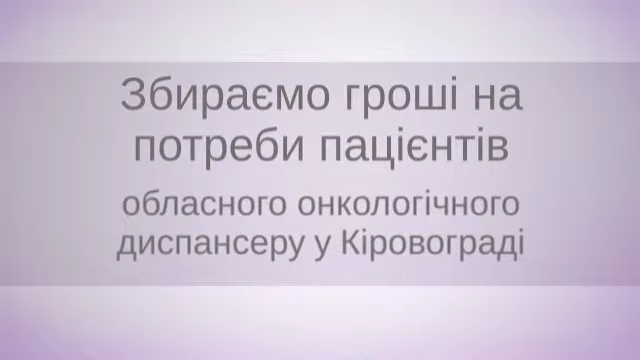 Збираємо гроші на
потреби пацієнтів
обласного онкологічного
диспансеру у Кіровограді